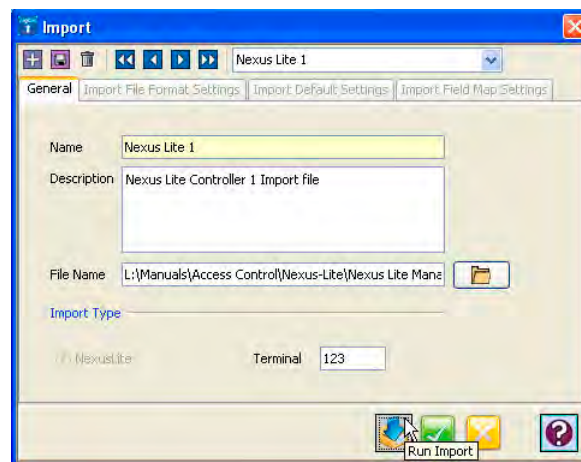 Import
Nexus Lite 1
General Import File Format Settings Import Default Settings Import Field Map Settings
Name Nexus Lite 1
Description Nexus Lite Controller 1 Import file
File Name L:\Manuals\Access Control\Nexus-Lite\Nexus Lite Mana
Import Type
NexusLite Terminal 123
Run Import